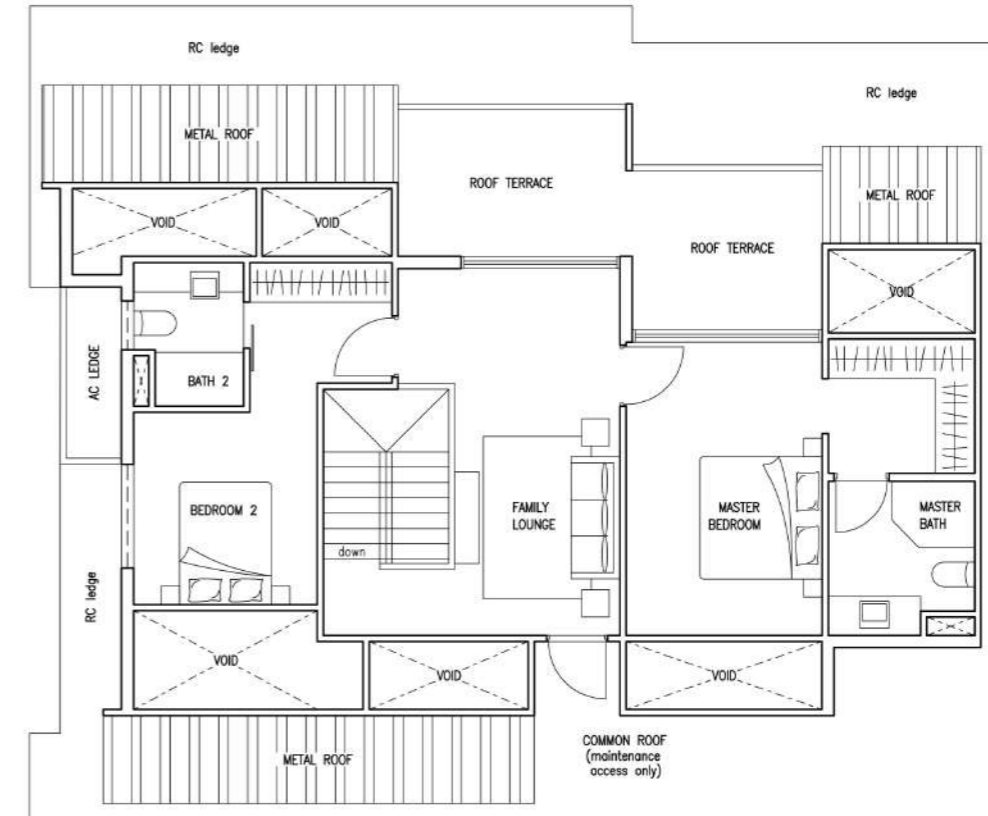 RC ledge
RC ledge
METAL ROOF
ROOF TERRACE
METAL ROOF
VOID
VOID
ROOF TERRACE
VOID
AC LEDGE
BATH 2
BEDROOM 2
FAMILY
LOUNGE
MASTER
BEDROOM
MASTER
BATH
down
RC ledge
VOID
VOID
VOID
METAL ROOF
COMMON ROOF
(maintenance
access only)